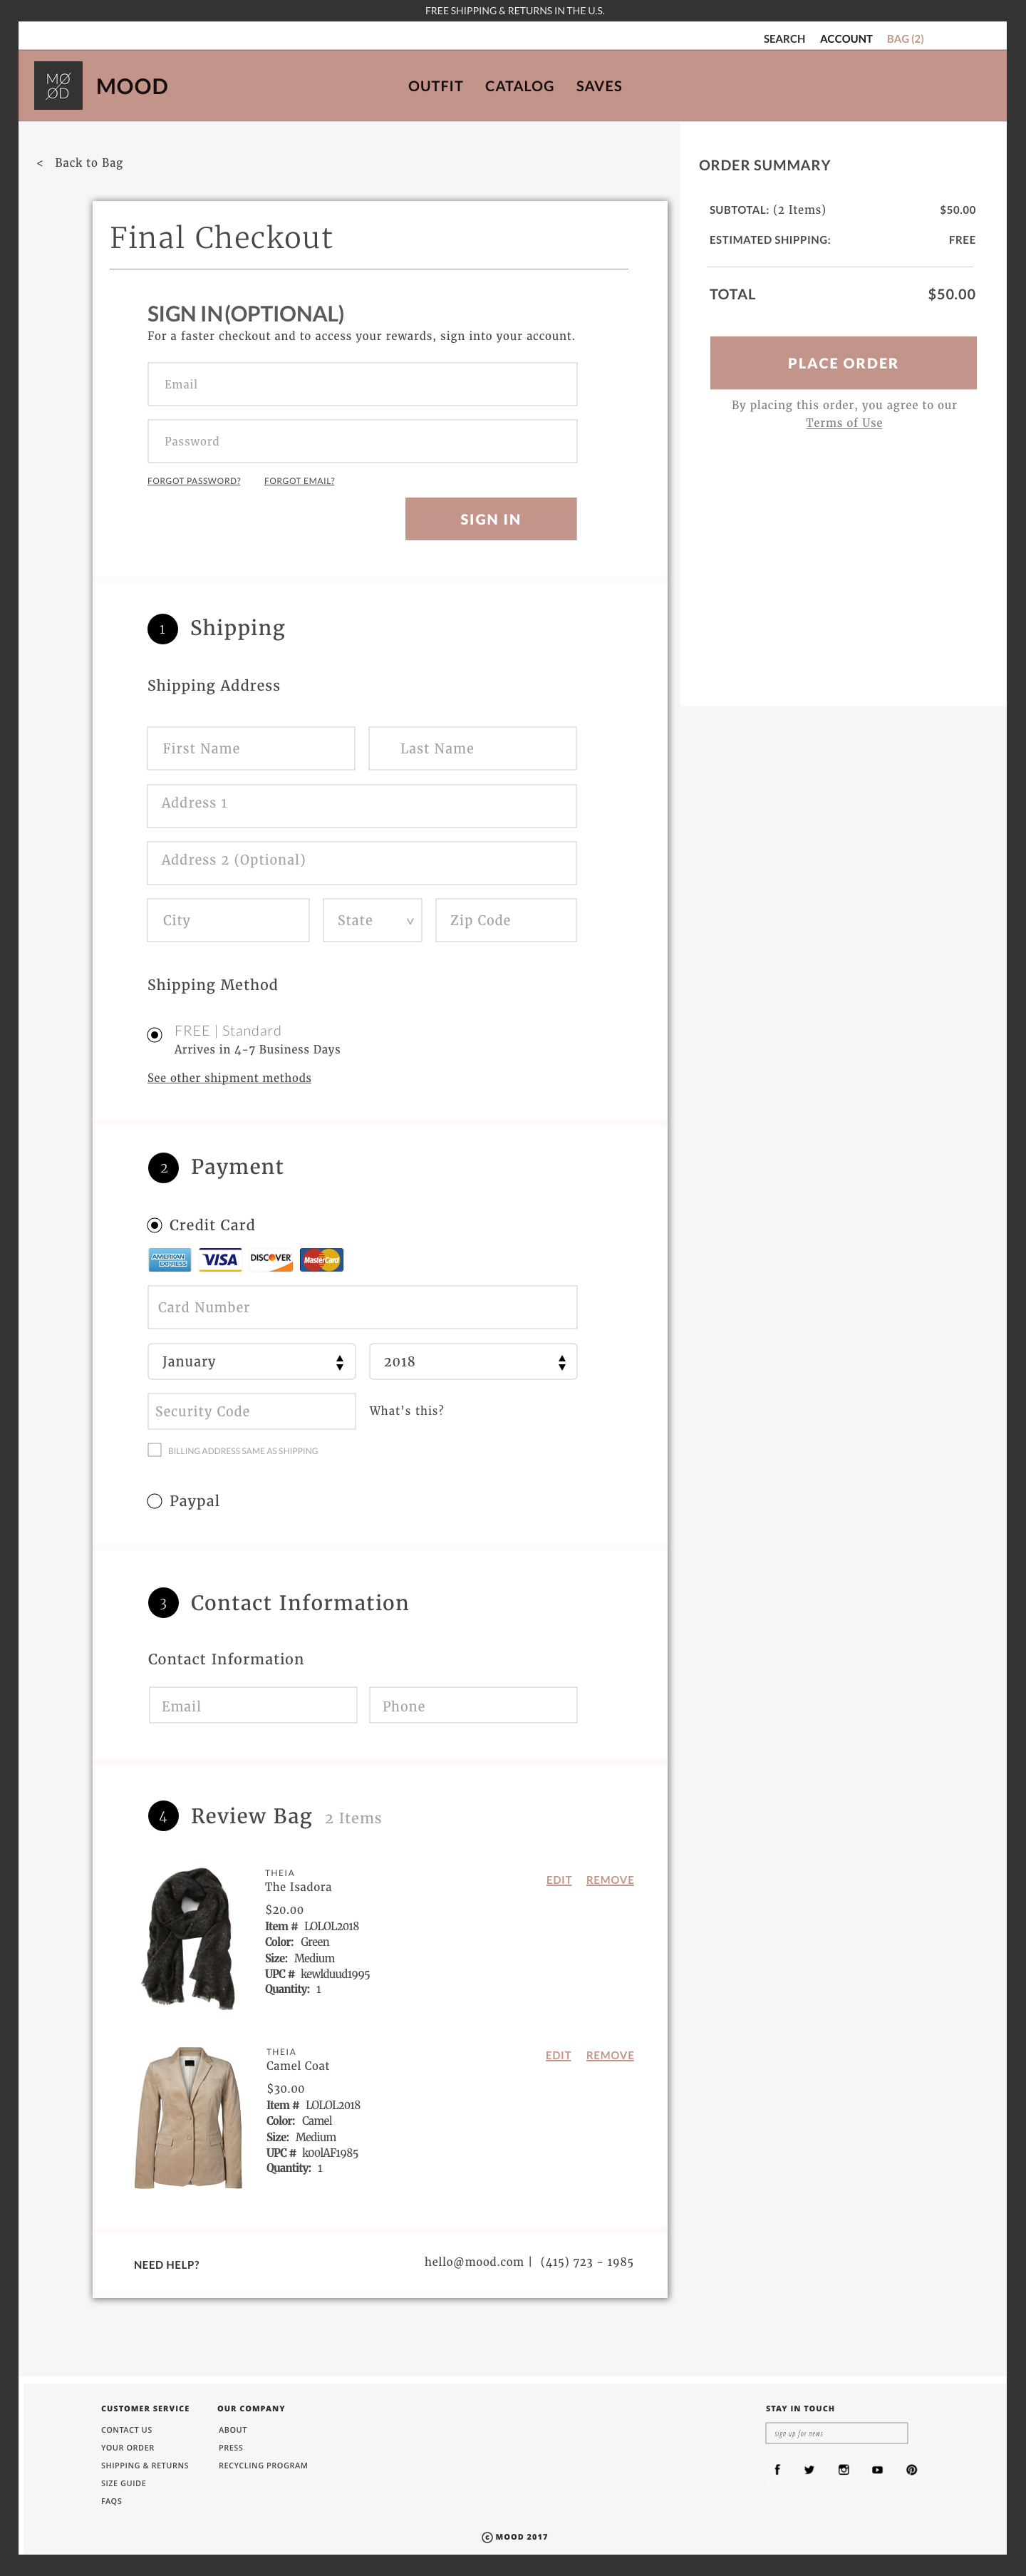 FREE SHIPPING & RETURNS IN THE U.S.
SEARCH ACCOUNT BAG (2)
MØ
ØD
MOOD
OUTFIT CATALOG SAVES
< Back to Bag
Final Checkout
SIGN IN(OPTIONAL)
For a faster checkout and to access your rewards, sign into your account.
Email
Password
FORGOT PASSWORD? FORGOT EMAIL?
SIGN IN
1 Shipping
Shipping Address
First Name Last Name
Address 1
Address 2 (Optional)
City State v Zip Code
Shipping Method
FREE | Standard
Arrives in 4-7 Business Days
See other shipment methods
2 Payment
Credit Card
AMERICAN EXPRESS VISA DISCOVER MasterCard
Card Number
January 2018
Security Code What's this?
BILLING ADDRESS SAME AS SHIPPING
Paypal
3 Contact Information
Contact Information
Email Phone
4 Review Bag 2 Items
THEIA
The Isadora
EDIT REMOVE
$20.00
Item # LOLOL2018
Color: Green
Size: Medium
UPC # kewlduud1995
Quantity: 1
THEIA
Camel Coat
EDIT REMOVE
$30.00
Item # LOLOL2018
Color: Camel
Size: Medium
UPC # koolAF1985
Quantity: 1
NEED HELP? hello@mood.com | (415) 723 - 1985
ORDER SUMMARY
SUBTOTAL: (2 Items) $50.00
ESTIMATED SHIPPING: FREE
TOTAL $50.00
PLACE ORDER
By placing this order, you agree to our
Terms of Use
CUSTOMER SERVICE
CONTACT US
YOUR ORDER
SHIPPING & RETURNS
SIZE GUIDE
FAQS
OUR COMPANY
ABOUT
PRESS
RECYCLING PROGRAM
STAY IN TOUCH
sign up for news
© MOOD 2017